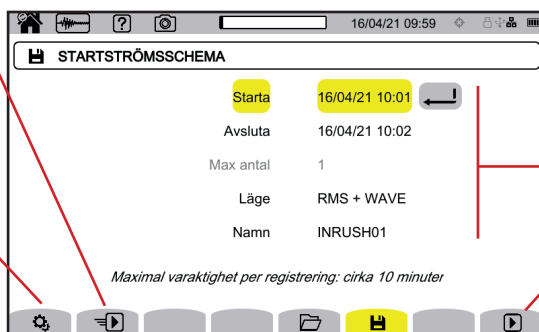 16/04/21 09:59
STARTSTRÖMSSCHEMA
Starta 16/04/21 10:01
Avsluta 16/04/21 10:02
Max antal 1
Läge RMS + WAVE
Namn INRUSH01
Maximal varaktighet per registrering: cirka 10 minuter